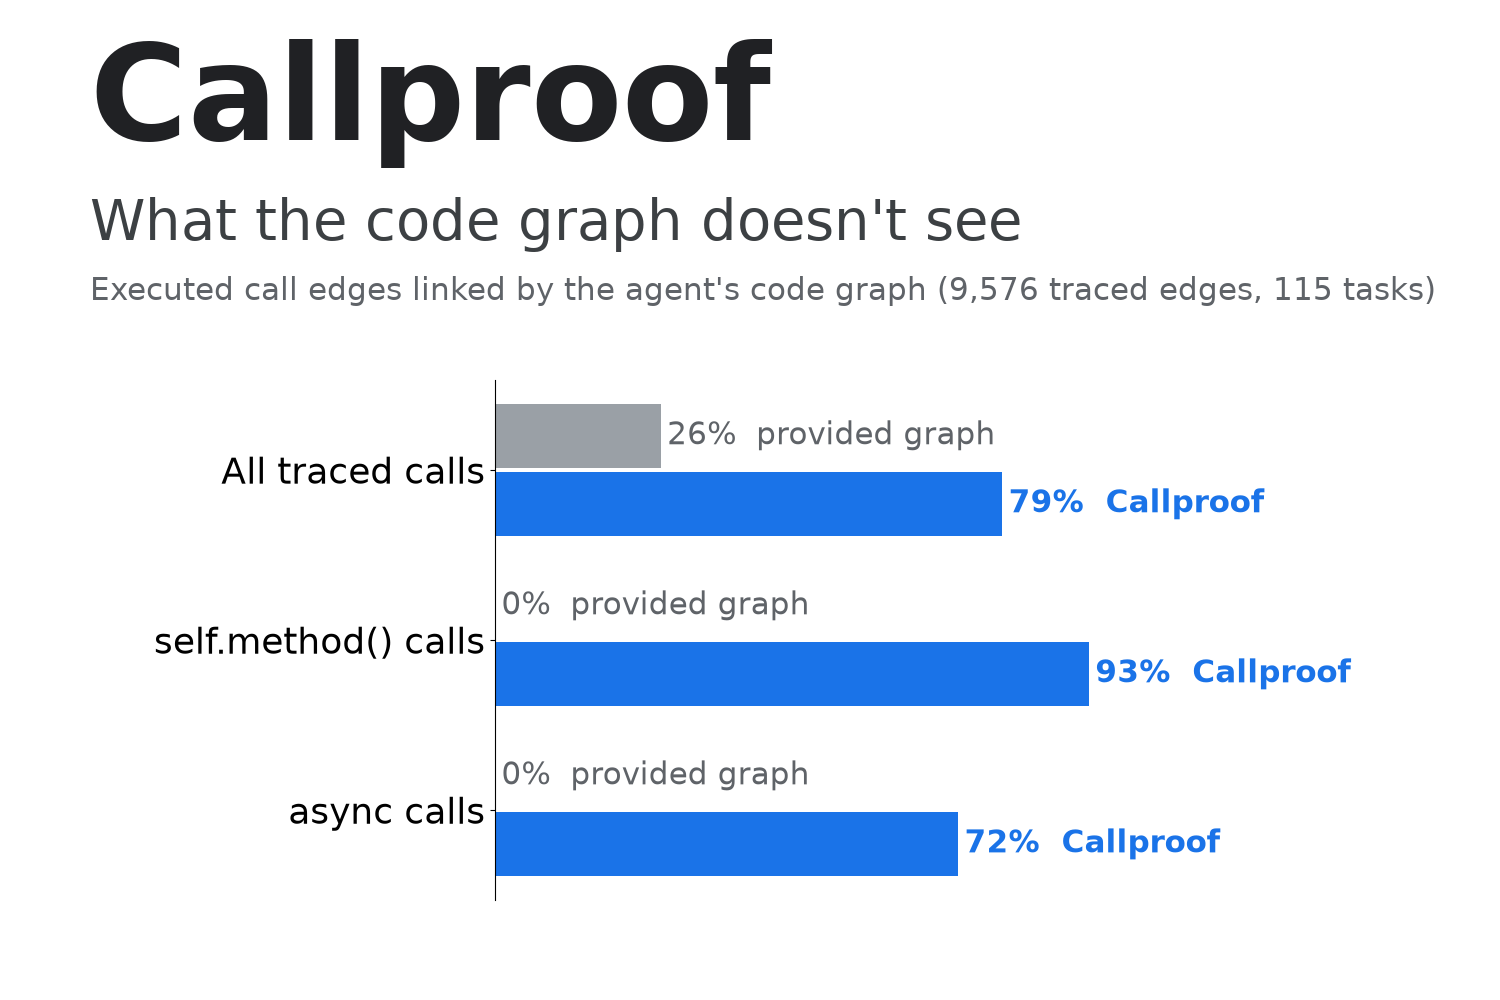 Callproof
What the code graph doesn't see
Executed call edges linked by the agent's code graph (9,576 traced edges, 115 tasks)
26%  provided graph
All traced calls
79%  Callproof
0%  provided graph
self.method() calls
93%  Callproof
0%  provided graph
async calls
72%  Callproof